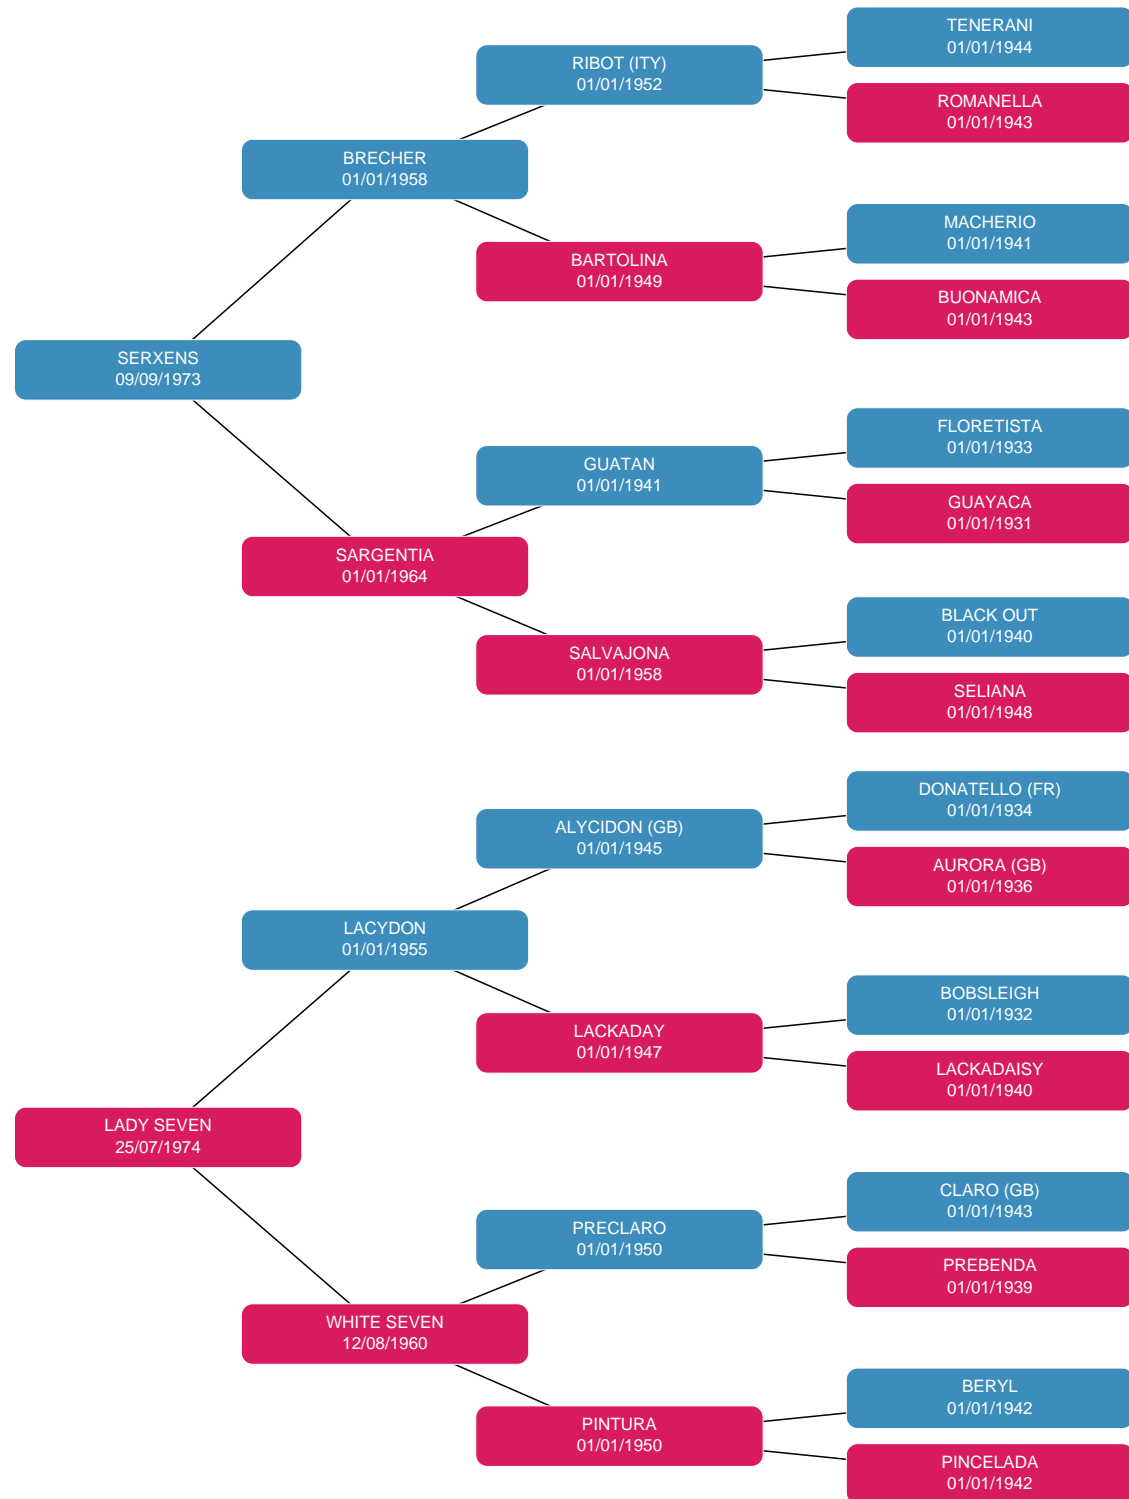 TENERANI
01/01/1944
RIBOT (ITY)
01/01/1952
ROMANELLA
01/01/1943
BRECHER
01/01/1958
MACHERIO
01/01/1941
BARTOLINA
01/01/1949
BUONAMICA
01/01/1943
SERXENS
09/09/1973
FLORETISTA
01/01/1933
GUATAN
01/01/1941
GUAYACA
01/01/1931
SARGENTIA
01/01/1964
BLACK OUT
01/01/1940
SALVAJONA
01/01/1958
SELIANA
01/01/1948
DONATELLO (FR)
01/01/1934
ALYCIDON (GB)
01/01/1945
AURORA (GB)
01/01/1936
LACYDON
01/01/1955
BOBSLEIGH
01/01/1932
LACKADAY
01/01/1947
LACKADAISY
01/01/1940
LADY SEVEN
25/07/1974
CLARO (GB)
01/01/1943
PRECLARO
01/01/1950
PREBENDA
01/01/1939
WHITE SEVEN
12/08/1960
BERYL
01/01/1942
PINTURA
01/01/1950
PINCELADA
01/01/1942